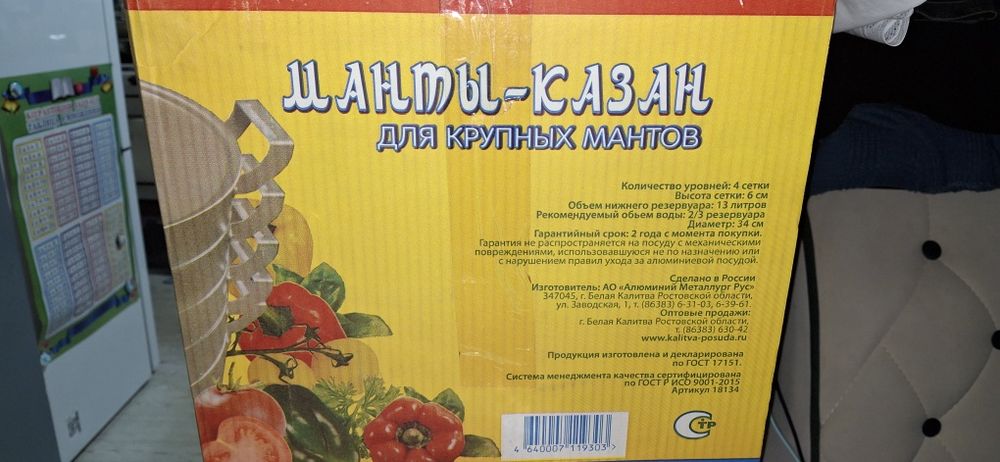 МАНТЫ-КАЗАН
ДЛЯ КРУПНЫХ МАНТОВ
Количество уровней: 4 сетки
Высота сетки: 6 см
Объем нижнего резервуара: 13 литров
Рекомендуемый обьем воды: 2/3 резервуара
Диаметр: 34 см
Гарантийный срок: 2 года с момента покупки.
Гарантия не распространяется на посуду с механическими
повреждениями, использовавшуюся не по назначению или
с нарушением правил ухода за алюминиевой посудой.
Сделано в России
Изготовитель: АО «Алюминий Металлург Рус»
347045, г. Белая Калитва Ростовской области,
ул. Заводская, 1, т. (86383) 6-31-03, 6-39-61.
Оптовые продажи:
г. Белая Калитва Ростовской области,
т. (86383) 630-42
www.kalitva-posuda.ru
Продукция изготовлена и декларирована
по ГОСТ 17151.
Система менеджмента качества сертифицирована
по ГОСТ Р ИСО 9001-2015
Артикул 18134
4 640007 119303 >
СТР